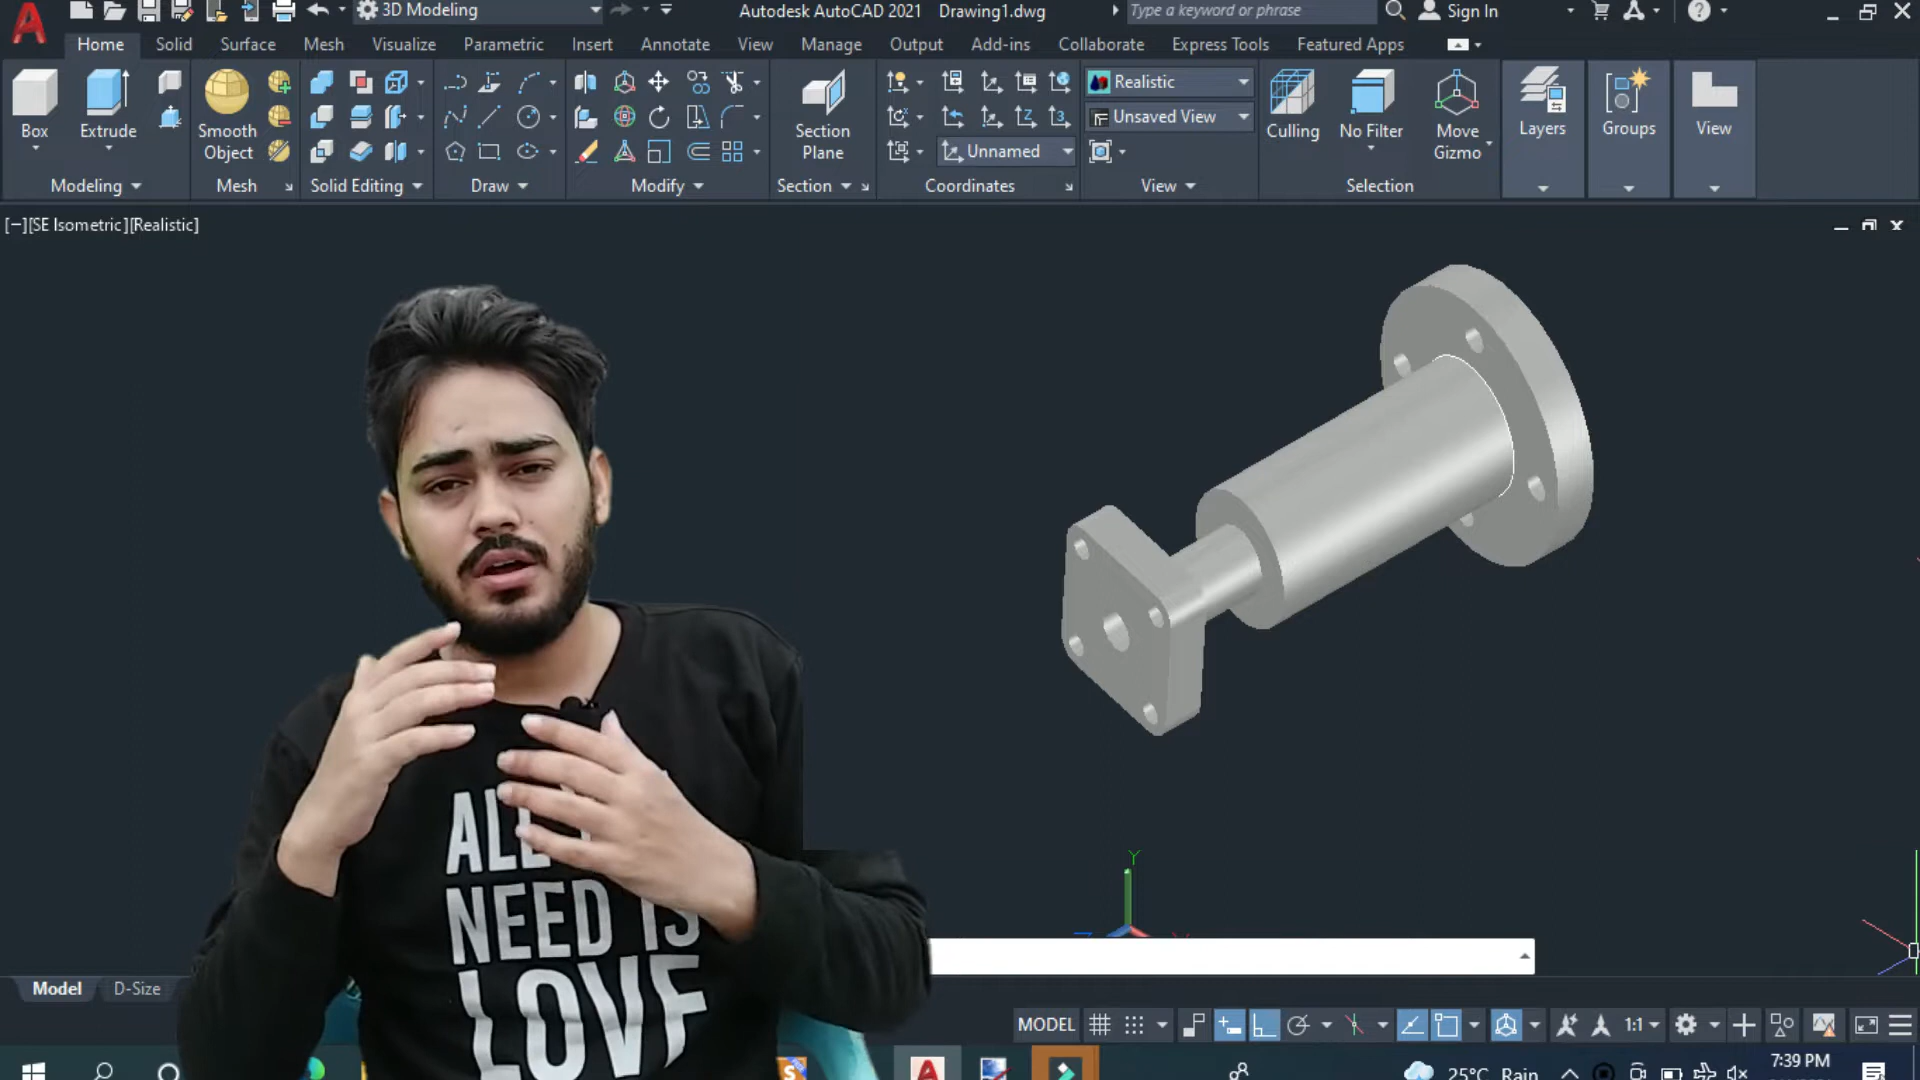 3D Modeling
Autodesk AutoCAD 2021 Drawing1.dwg
Type a keyword or phrase
Sign In
Home Solid Surface Mesh Visualize Parametric Insert Annotate View Manage Output Add-ins Collaborate Express Tools Featured Apps
Box
Extrude
Smooth
Object
Section
Plane
Realistic
Unsaved View
Unnamed
Culling
No Filter
Move
Gizmo
Layers
Groups
View
Modeling Mesh Solid Editing Draw Modify Section Coordinates View Selection
[−][SE Isometric][Realistic]
ALL
NEED IS
LOVE
Y
Model D-Size
MODEL
1:1
25°C Rain
7:39 PM